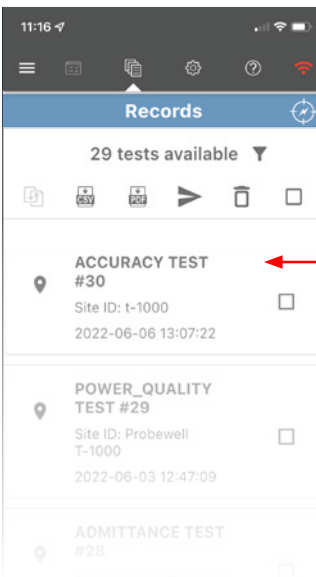 11:16
Records
29 tests available
CSV
PDF
ACCURACY TEST
#30
Site ID: t-1000
2022-06-06 13:07:22
POWER_QUALITY
TEST #29
Site ID: Probewell
T-1000
2022-06-03 12:47:09
ADMITTANCE TEST
#28